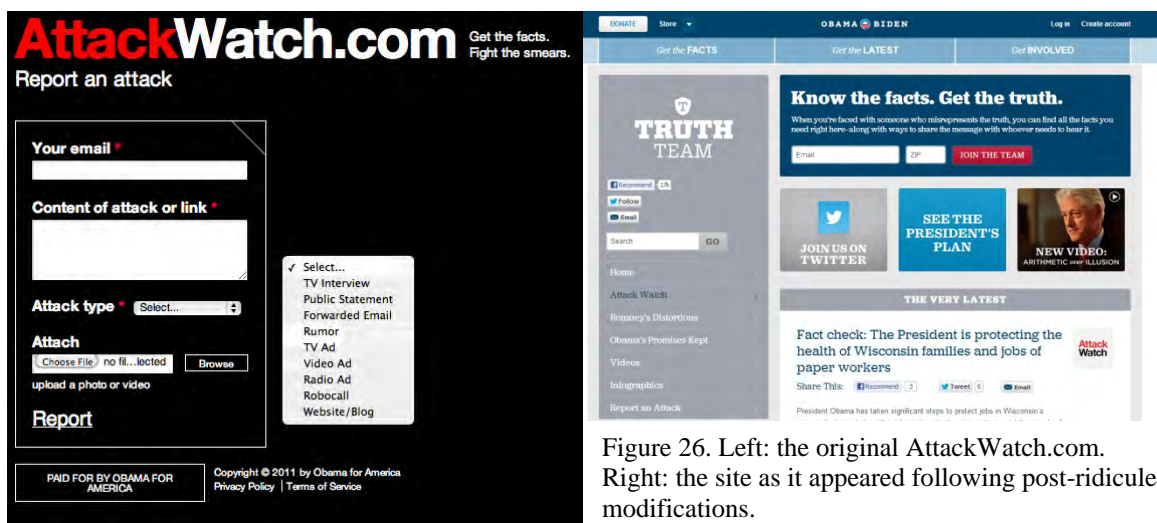 AttackWatch.com
Get the facts.
Fight the smears.
Report an attack
Your email *
Content of attack or link *
Attack type * Select...
Attach
Choose File no fil...lected Browse
upload a photo or video
Report
✓ Select...
TV Interview
Public Statement
Forwarded Email
Rumor
TV Ad
Video Ad
Radio Ad
Robocall
Website/Blog
PAID FOR BY OBAMA FOR
AMERICA
Copyright © 2011 by Obama for America
Privacy Policy | Terms of Service
DONATE Store OBAMA BIDEN Log in Create account
Get the FACTS Get the LATEST Get INVOLVED
T
TRUTH
TEAM
Recommend 17k
Follow
Email
Search GO
Home
Attack Watch
Romney's Distortions
Obama's Promises Kept
Videos
Infographics
Report an Attack
Know the facts. Get the truth.
When you're faced with someone who misrepresents the truth, you can find all the facts you
need right here–along with ways to share the message with whoever needs to hear it.
Email ZIP JOIN THE TEAM
JOIN US ON
TWITTER
SEE THE
PRESIDENT'S
PLAN
NEW VIDEO:
ARITHMETIC over ILLUSION
THE VERY LATEST
Fact check: The President is protecting the
health of Wisconsin families and jobs of
paper workers
Attack
Watch
Share This: Recommend 3 Tweet 6 Email
President Obama has taken significant steps to protect jobs in Wisconsin's
Figure 26. Left: the original AttackWatch.com.
Right: the site as it appeared following post-ridicule
modifications.